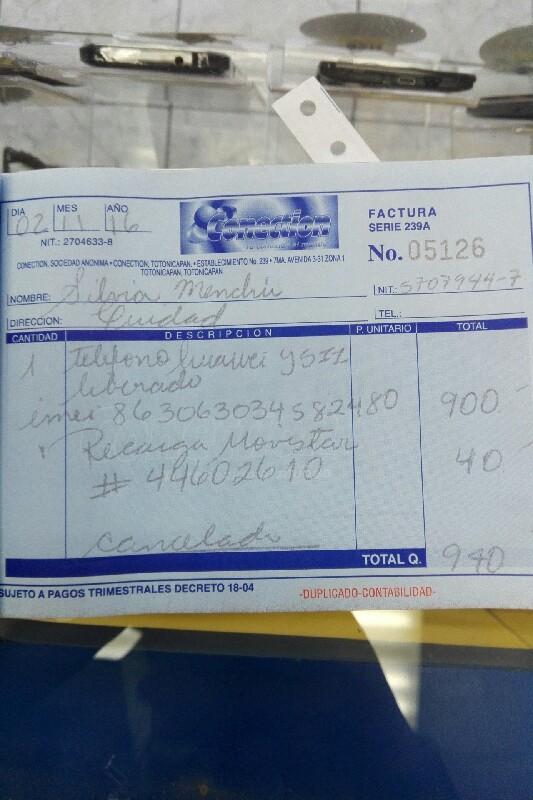 DIA MES AÑO
02 11 16
NIT.: 2704633-8
Conection
FACTURA
SERIE 239A
No. 05126
CONECTION, SOCIEDAD ANONIMA • CONECTION, TOTONICAPAN. • ESTABLECIMIENTO No. 239 • 7MA. AVENIDA 3-31 ZONA 1
TOTONICAPAN, TOTONICAPAN.
NOMBRE: Silvia Menchú NIT.: 5707944-7
DIRECCION: Ciudad TEL.:
CANTIDAD DESCRIPCION P. UNITARIO TOTAL
1 telefono huawei y511
liberado
imei 863063034582480 900
Recarga Movistar 40
# 44602610
cancelado
TOTAL Q. 940
SUJETO A PAGOS TRIMESTRALES DECRETO 18-04 -DUPLICADO-CONTABILIDAD-